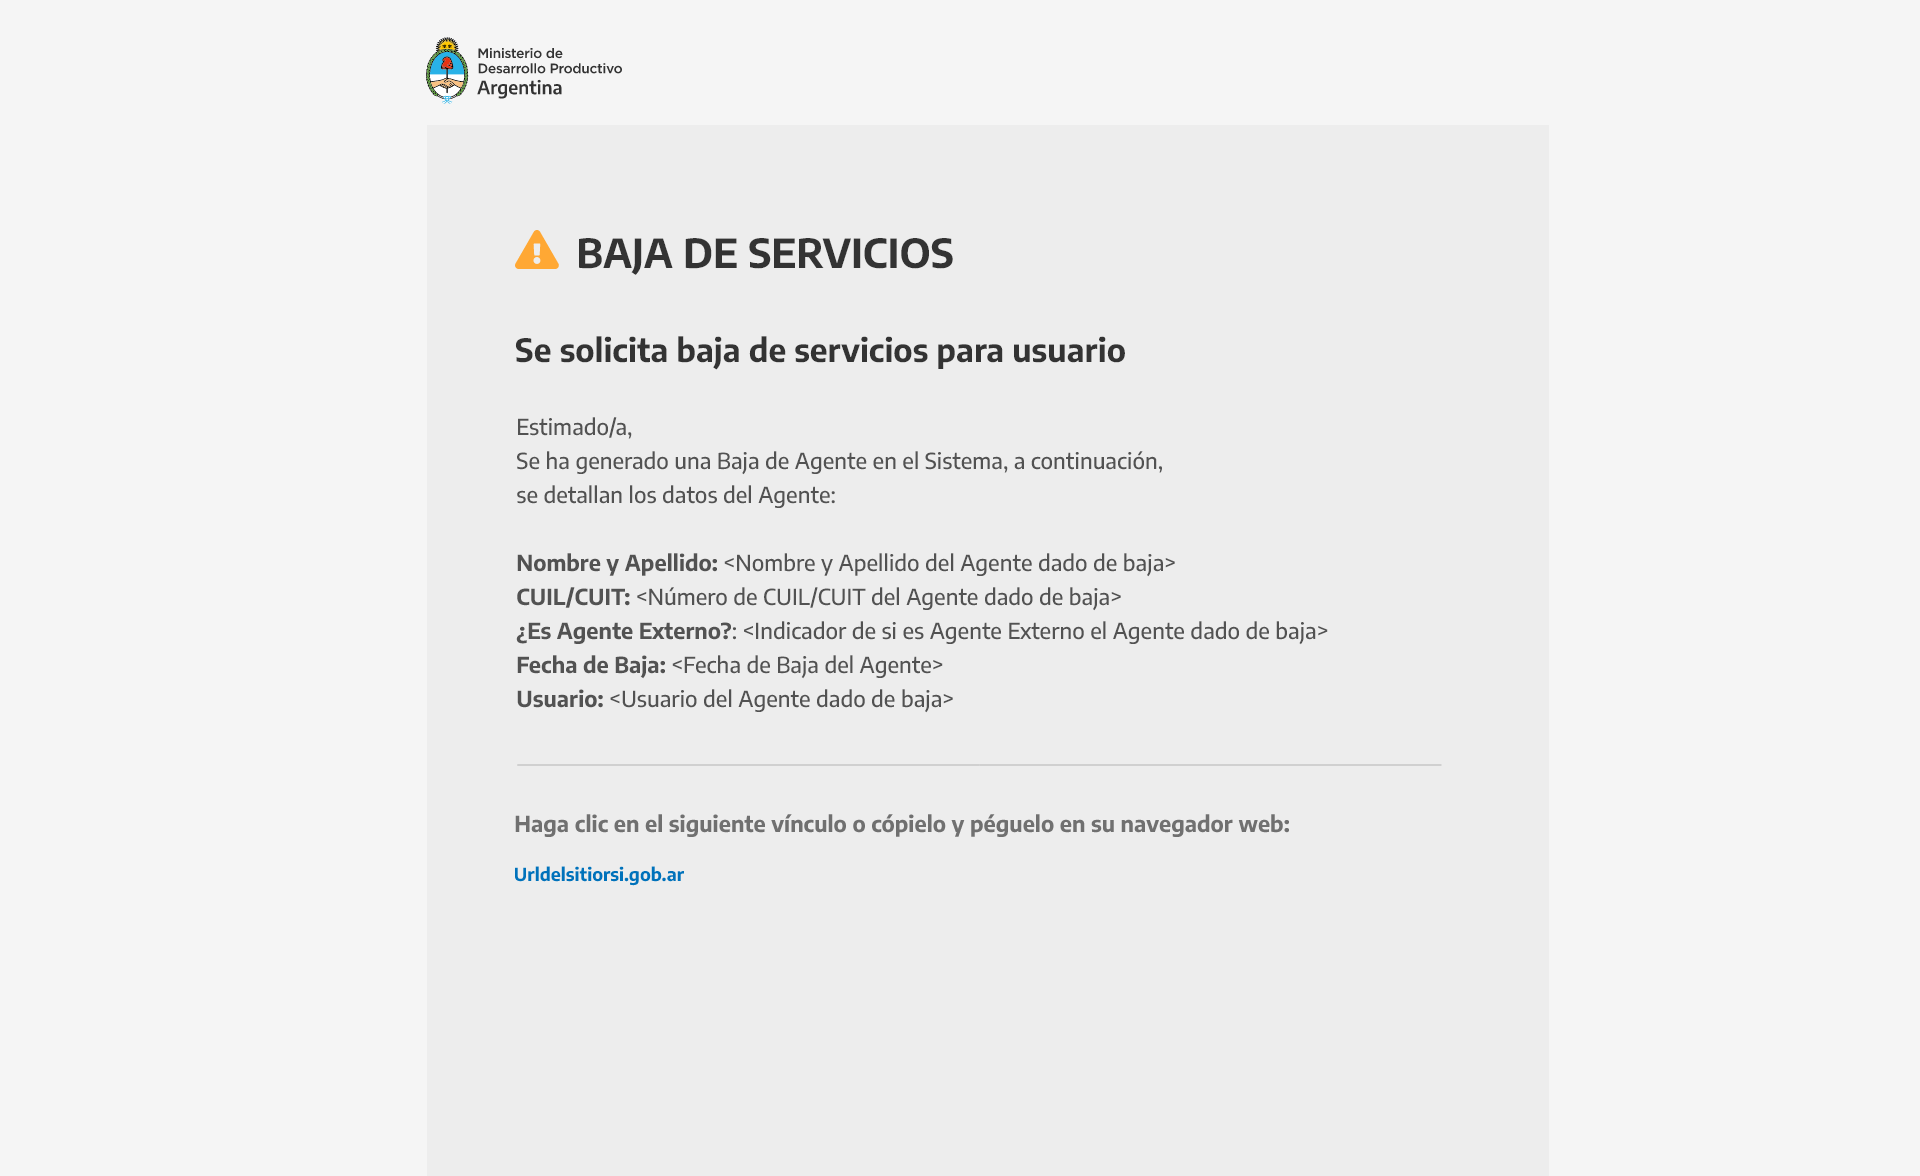 Ministerio de
Desarrollo Productivo
Argentina
BAJA DE SERVICIOS
Se solicita baja de servicios para usuario
Estimado/a,
Se ha generado una Baja de Agente en el Sistema, a continuación,
se detallan los datos del Agente:
Nombre y Apellido: <Nombre y Apellido del Agente dado de baja>
CUIL/CUIT: <Número de CUIL/CUIT del Agente dado de baja>
¿Es Agente Externo?: <Indicador de si es Agente Externo el Agente dado de baja>
Fecha de Baja: <Fecha de Baja del Agente>
Usuario: <Usuario del Agente dado de baja>
Haga clic en el siguiente vínculo o cópielo y péguelo en su navegador web:
Urldelsitiorsi.gob.ar